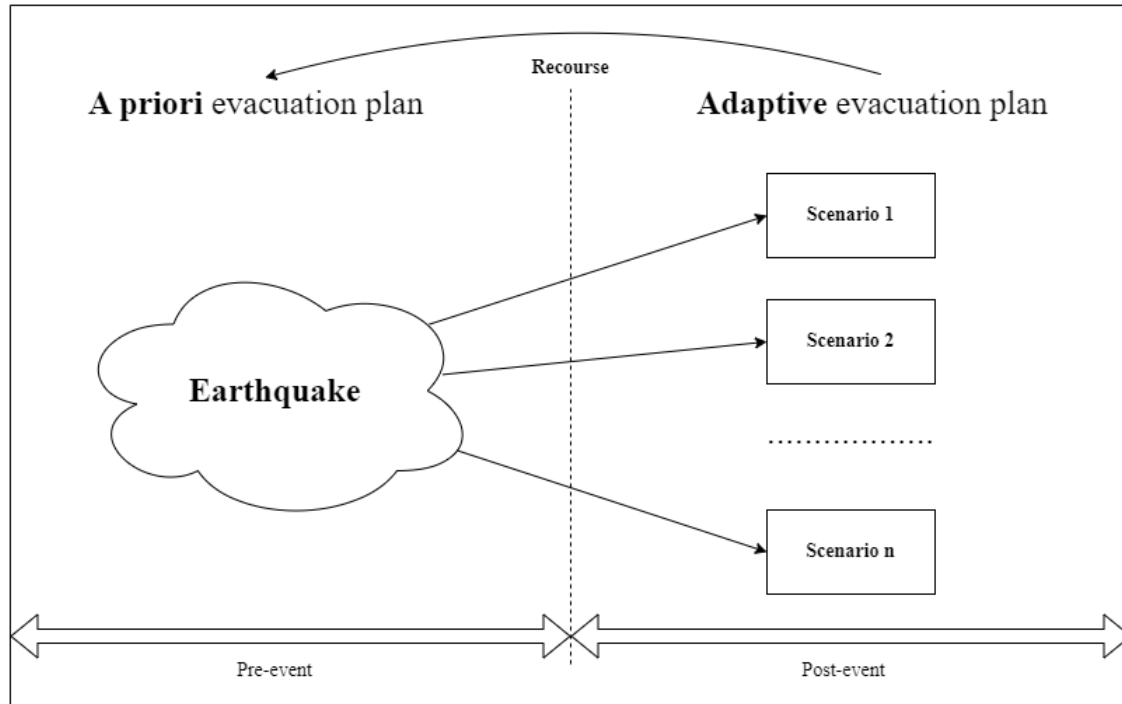 Recourse
A priori evacuation plan
Adaptive evacuation plan
Scenario 1
Scenario 2
Earthquake
Scenario n
Pre-event
Post-event